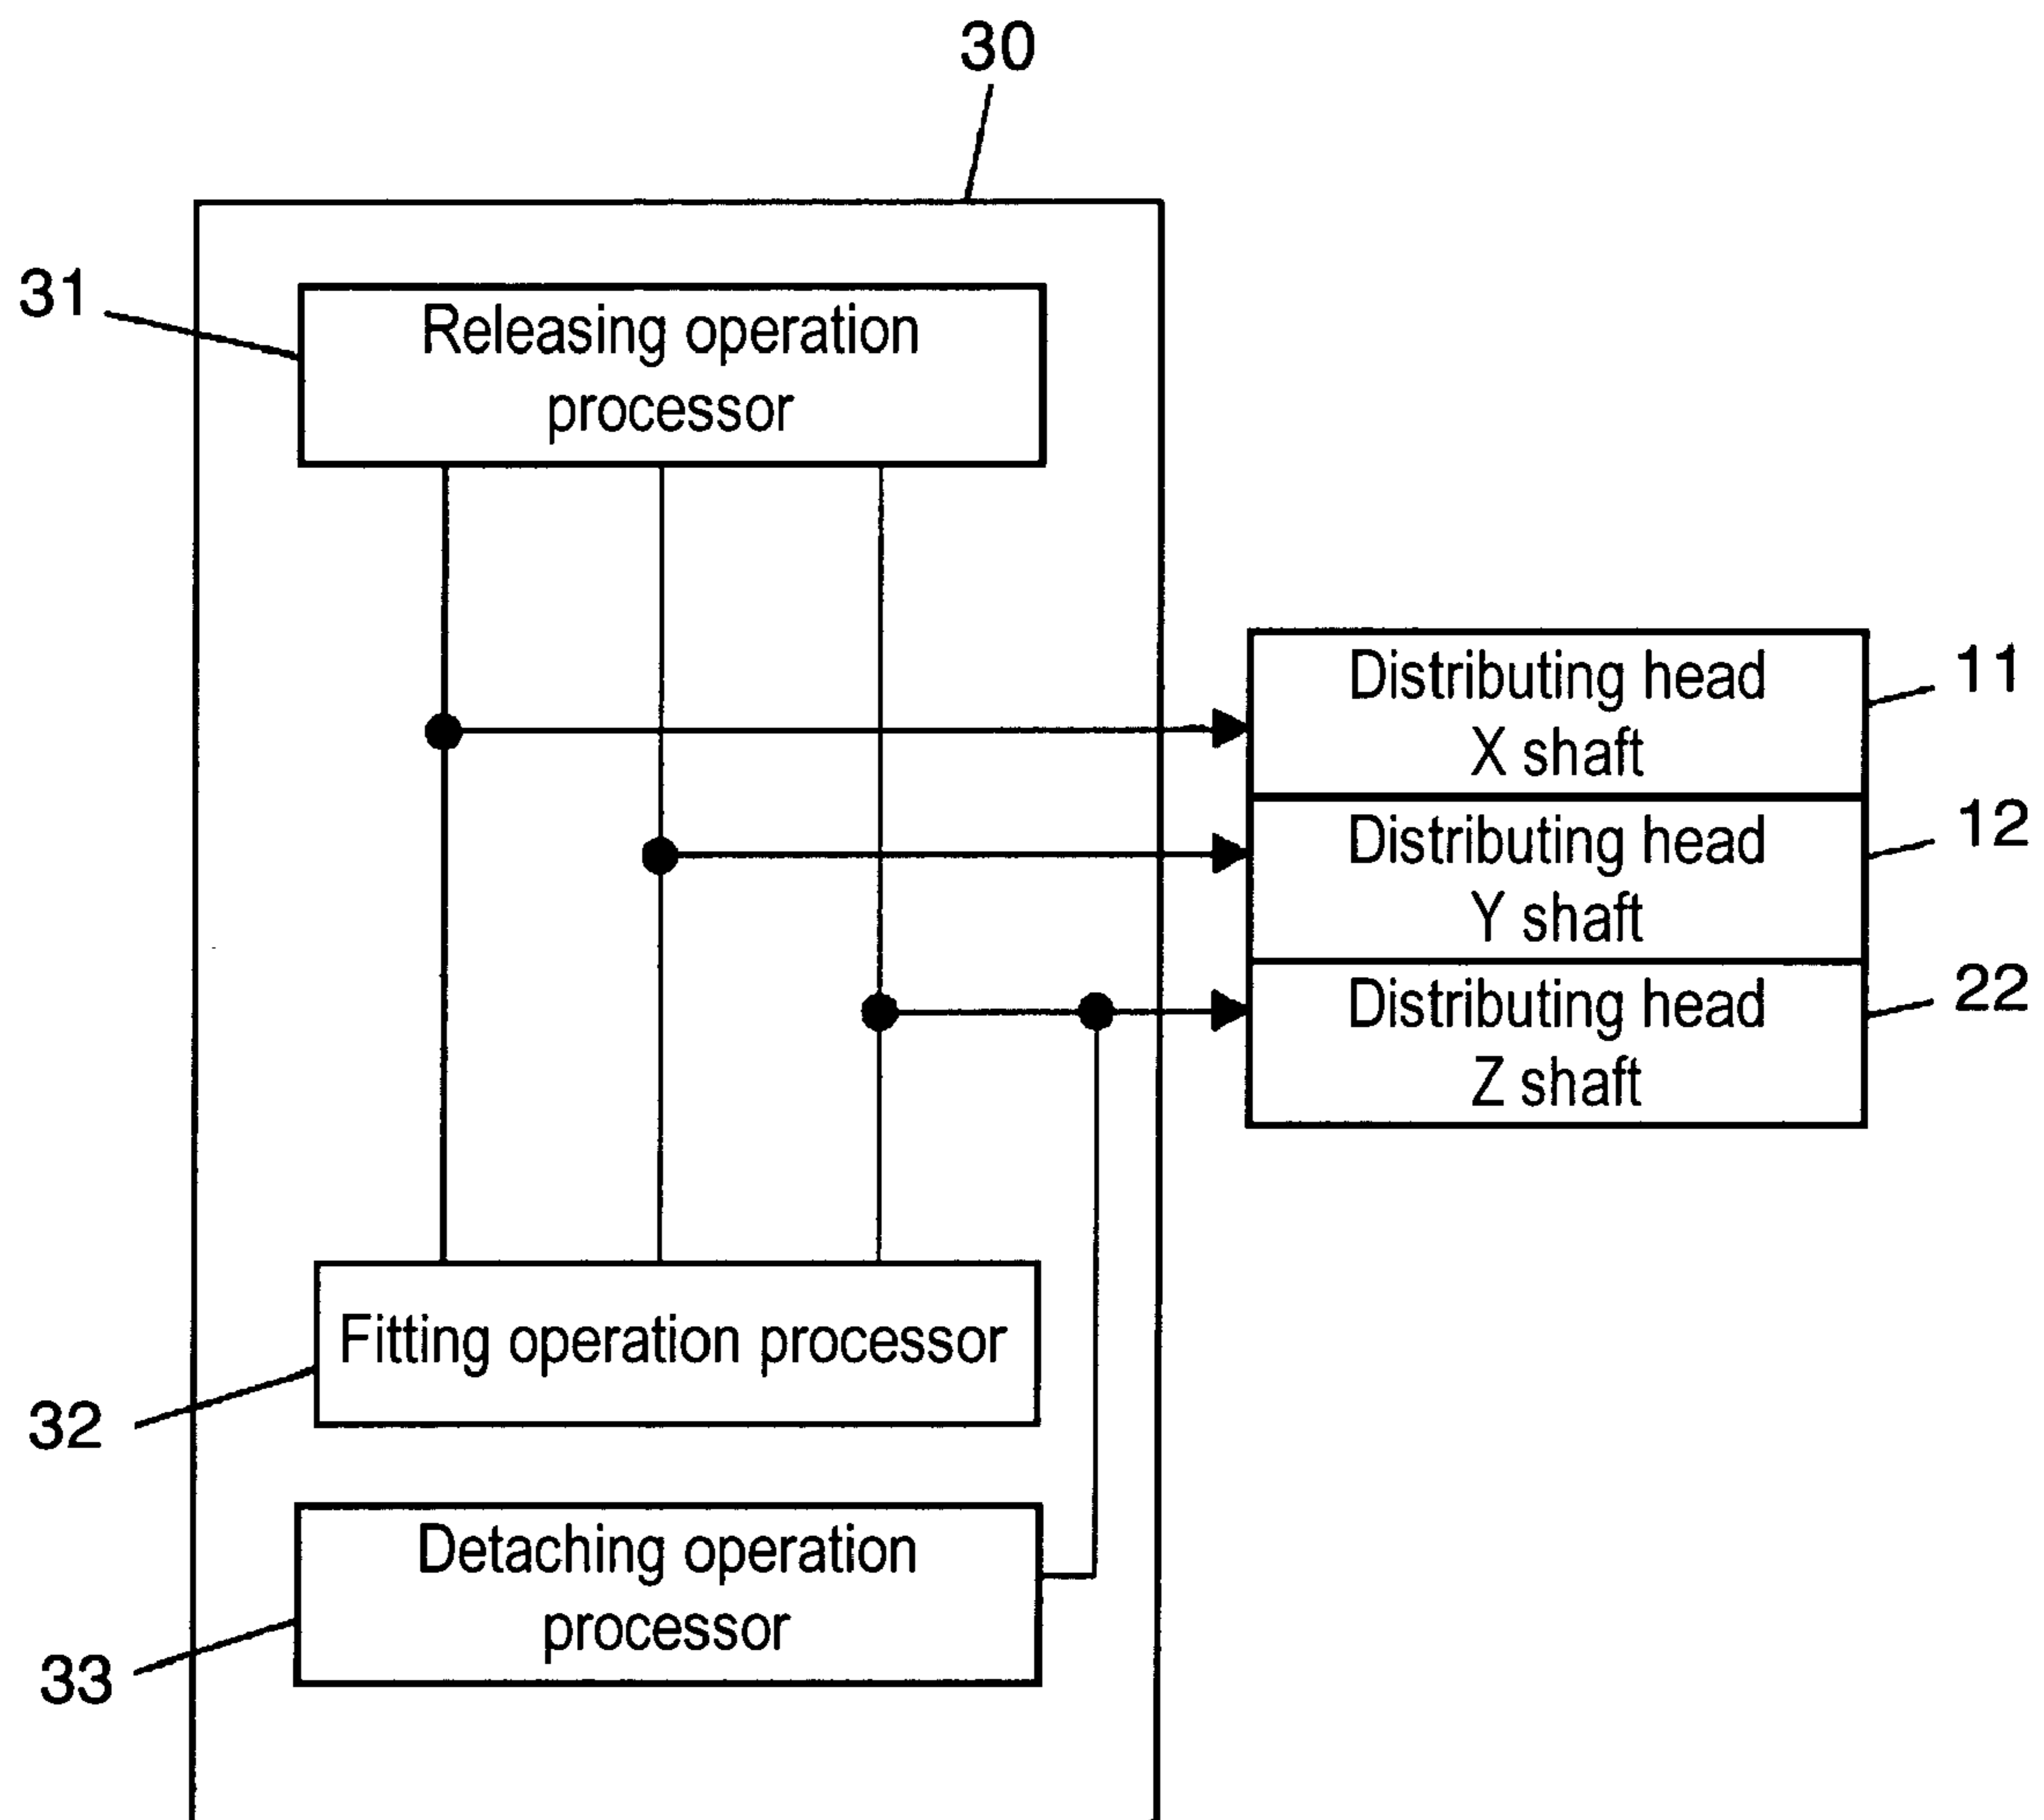 30
31
Releasing operation
processor
Distributing head
X shaft
11
Distributing head
Y shaft
12
Distributing head
Z shaft
22
Fitting operation processor
32
Detaching operation
processor
33